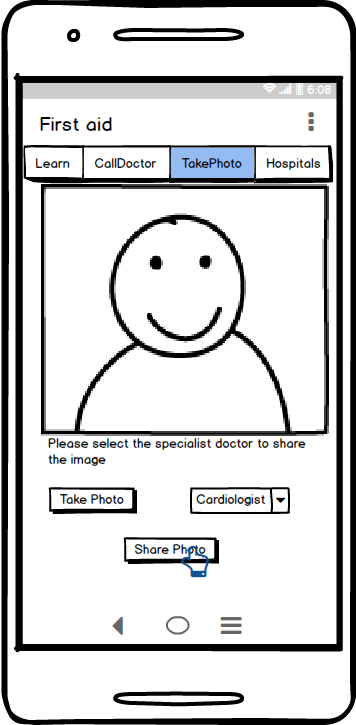 6:08
First aid
Learn CallDoctor TakePhoto Hospitals
Please select the specialist doctor to share
the image
Take Photo Cardiologist
Share Photo